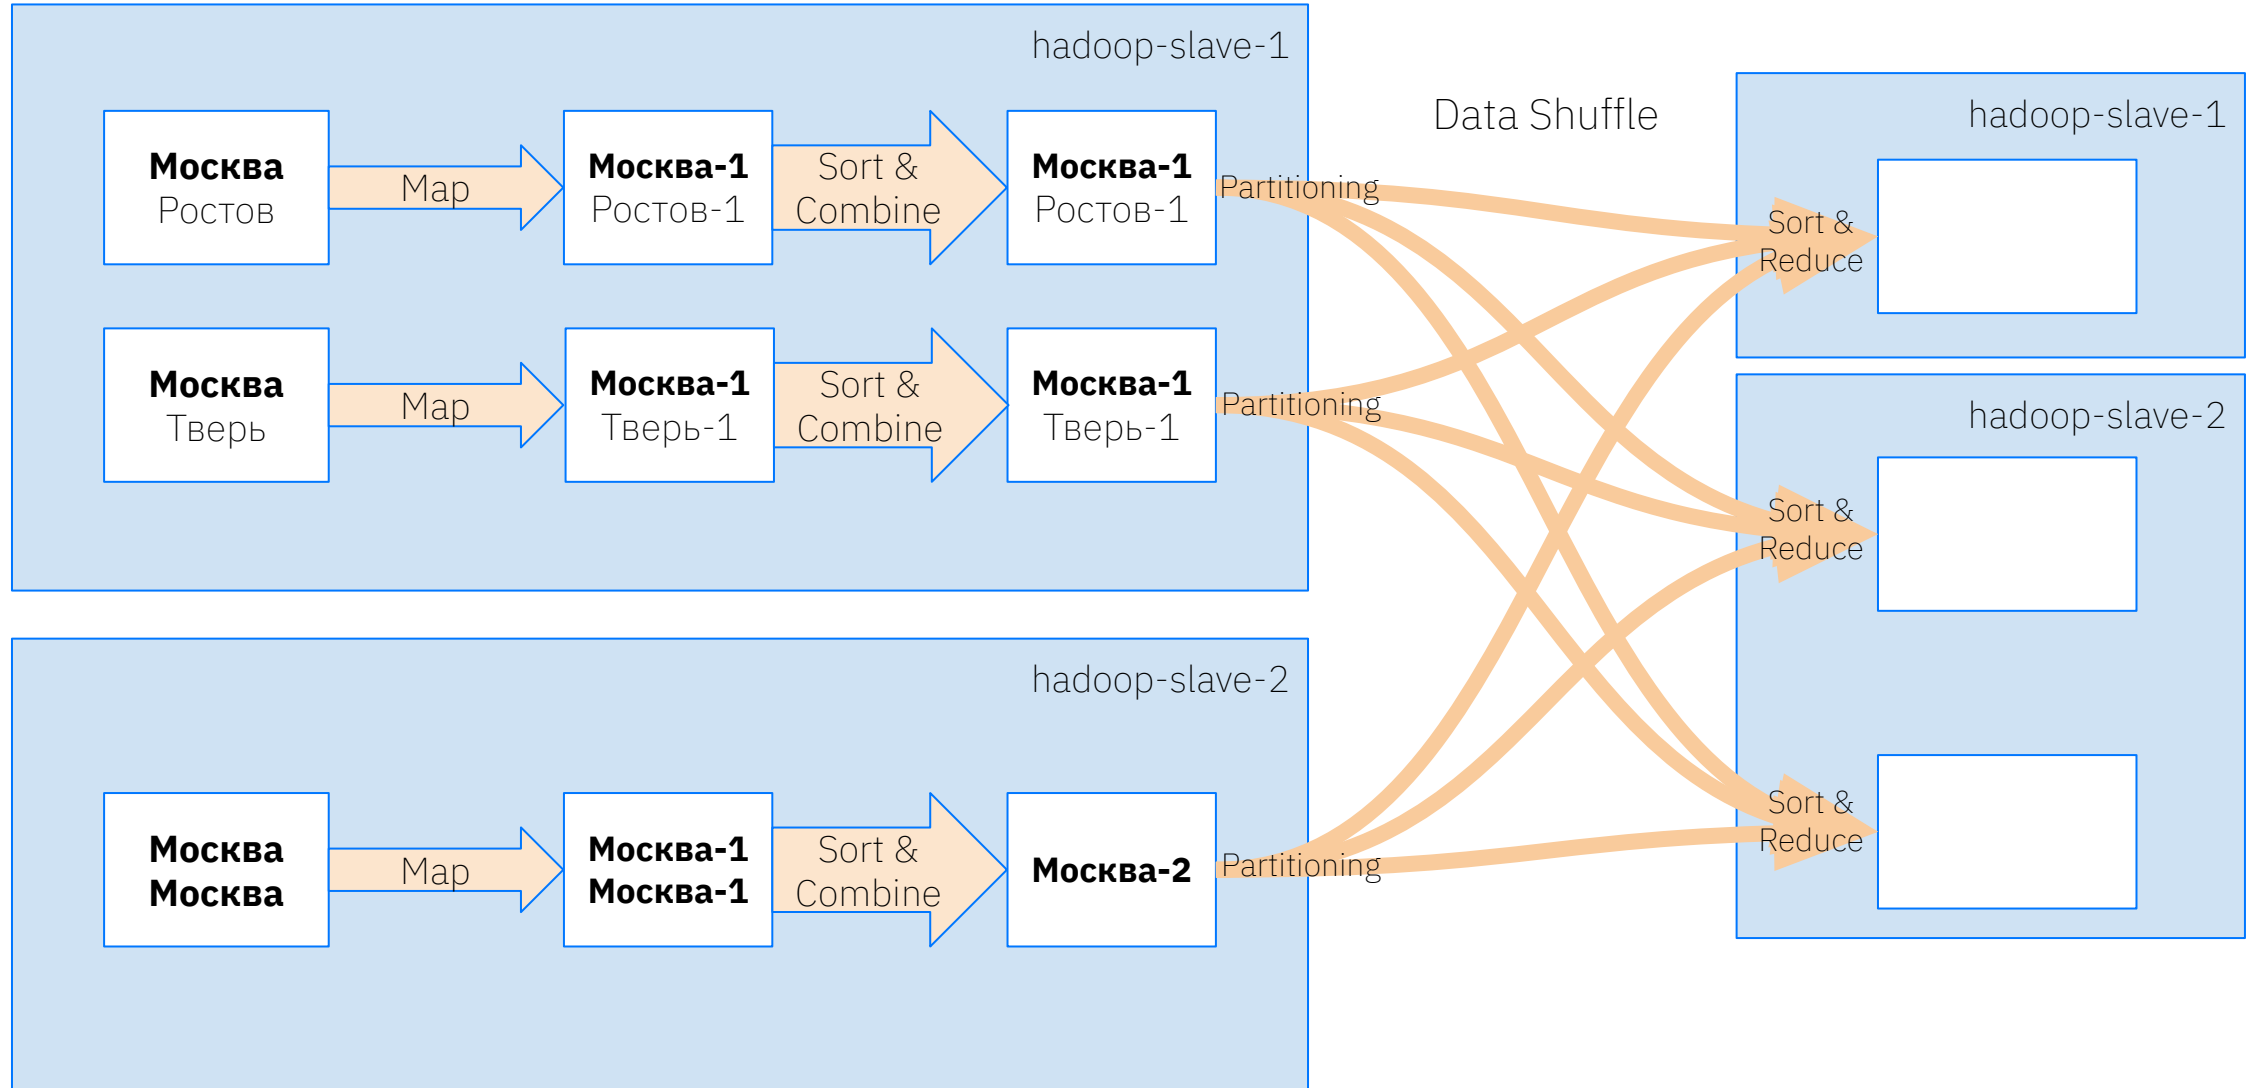 hadoop-slave-1
Москва
Ростов
Map
Москва-1
Ростов-1
Sort &
Combine
Москва-1
Ростов-1
Partitioning
Москва
Тверь
Map
Москва-1
Тверь-1
Sort &
Combine
Москва-1
Тверь-1
Partitioning
hadoop-slave-2
Москва
Москва
Map
Москва-1
Москва-1
Sort &
Combine
Москва-2
Partitioning
Data Shuffle
hadoop-slave-1
Sort &
Reduce
hadoop-slave-2
Sort &
Reduce
Sort &
Reduce